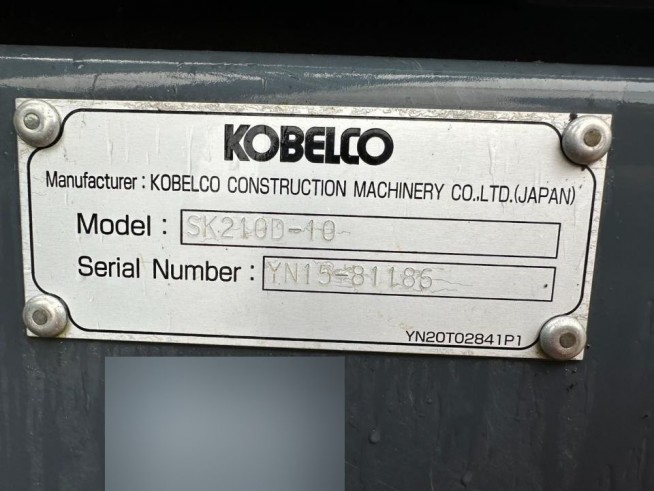 KOBELCO
Manufacturer : KOBELCO CONSTRUCTION MACHINERY CO.,LTD.(JAPAN)
Model : SK210D-10
Serial Number : YN15-81186
YN20T02841P1